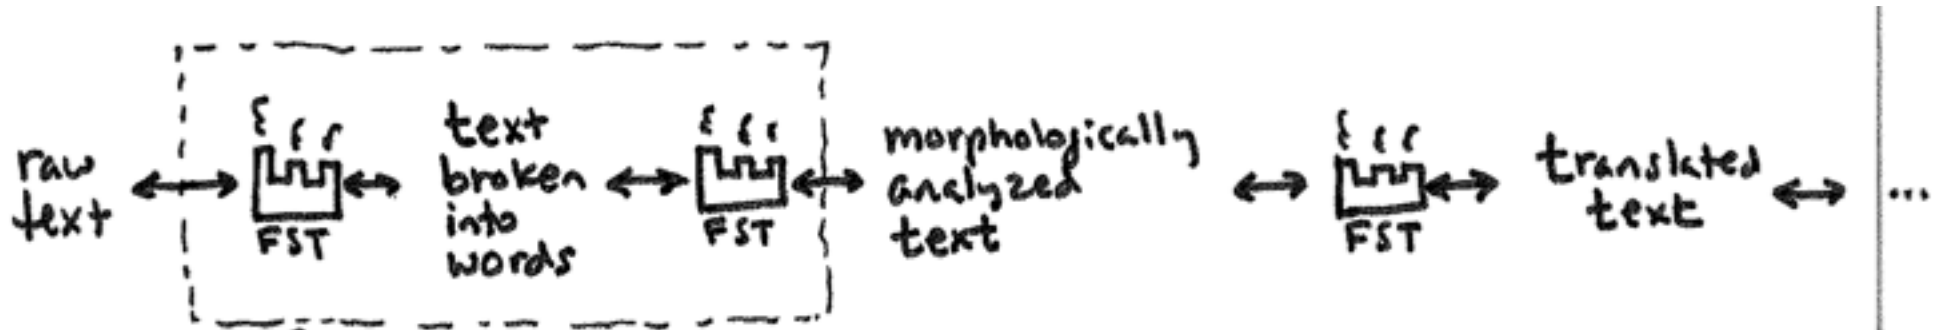 raw
text
FST
text
broken
into
words
FST
morphologically
analyzed
text
FST
translated
text
...